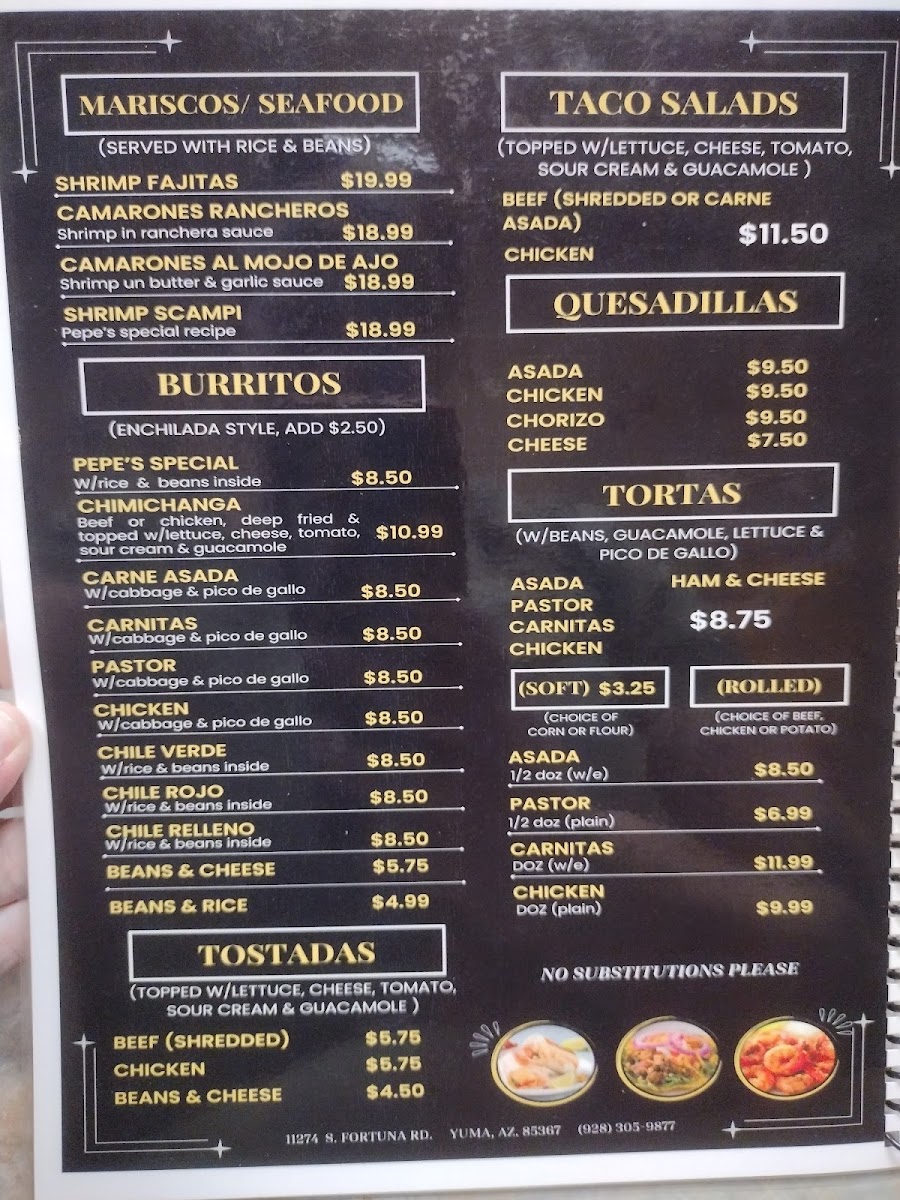 MARISCOS/ SEAFOOD
(SERVED WITH RICE & BEANS)
SHRIMP FAJITAS $19.99
CAMARONES RANCHEROS
Shrimp in ranchera sauce $18.99
CAMARONES AL MOJO DE AJO
Shrimp un butter & garlic sauce $18.99
SHRIMP SCAMPI
Pepe's special recipe $18.99
BURRITOS
(ENCHILADA STYLE, ADD $2.50)
PEPE'S SPECIAL
W/rice & beans inside $8.50
CHIMICHANGA
Beef or chicken, deep fried &
topped w/lettuce, cheese, tomato, $10.99
sour cream & guacamole
CARNE ASADA
W/cabbage & pico de gallo $8.50
CARNITAS
W/cabbage & pico de gallo $8.50
PASTOR
W/cabbage & pico de gallo $8.50
CHICKEN
W/cabbage & pico de gallo $8.50
CHILE VERDE
W/rice & beans inside $8.50
CHILE ROJO
W/rice & beans inside $8.50
CHILE RELLENO
W/rice & beans inside $8.50
BEANS & CHEESE $5.75
BEANS & RICE $4.99
TOSTADAS
(TOPPED W/LETTUCE, CHEESE, TOMATO,
SOUR CREAM & GUACAMOLE )
BEEF (SHREDDED) $5.75
CHICKEN $5.75
BEANS & CHEESE $4.50
TACO SALADS
(TOPPED W/LETTUCE, CHEESE, TOMATO,
SOUR CREAM & GUACAMOLE )
BEEF (SHREDDED OR CARNE
ASADA) $11.50
CHICKEN
QUESADILLAS
ASADA $9.50
CHICKEN $9.50
CHORIZO $9.50
CHEESE $7.50
TORTAS
(W/BEANS, GUACAMOLE, LETTUCE &
PICO DE GALLO)
ASADA HAM & CHEESE
PASTOR
CARNITAS $8.75
CHICKEN
(SOFT) $3.25 (ROLLED)
(CHOICE OF
CORN OR FLOUR)
(CHOICE OF BEEF,
CHICKEN OR POTATO)
ASADA
1/2 doz (w/e) $8.50
PASTOR
1/2 doz (plain) $6.99
CARNITAS
DOZ (w/e) $11.99
CHICKEN
DOZ (plain) $9.99
NO SUBSTITUTIONS PLEASE
11274 S. FORTUNA RD. YUMA, AZ. 85367 (928) 305-9877